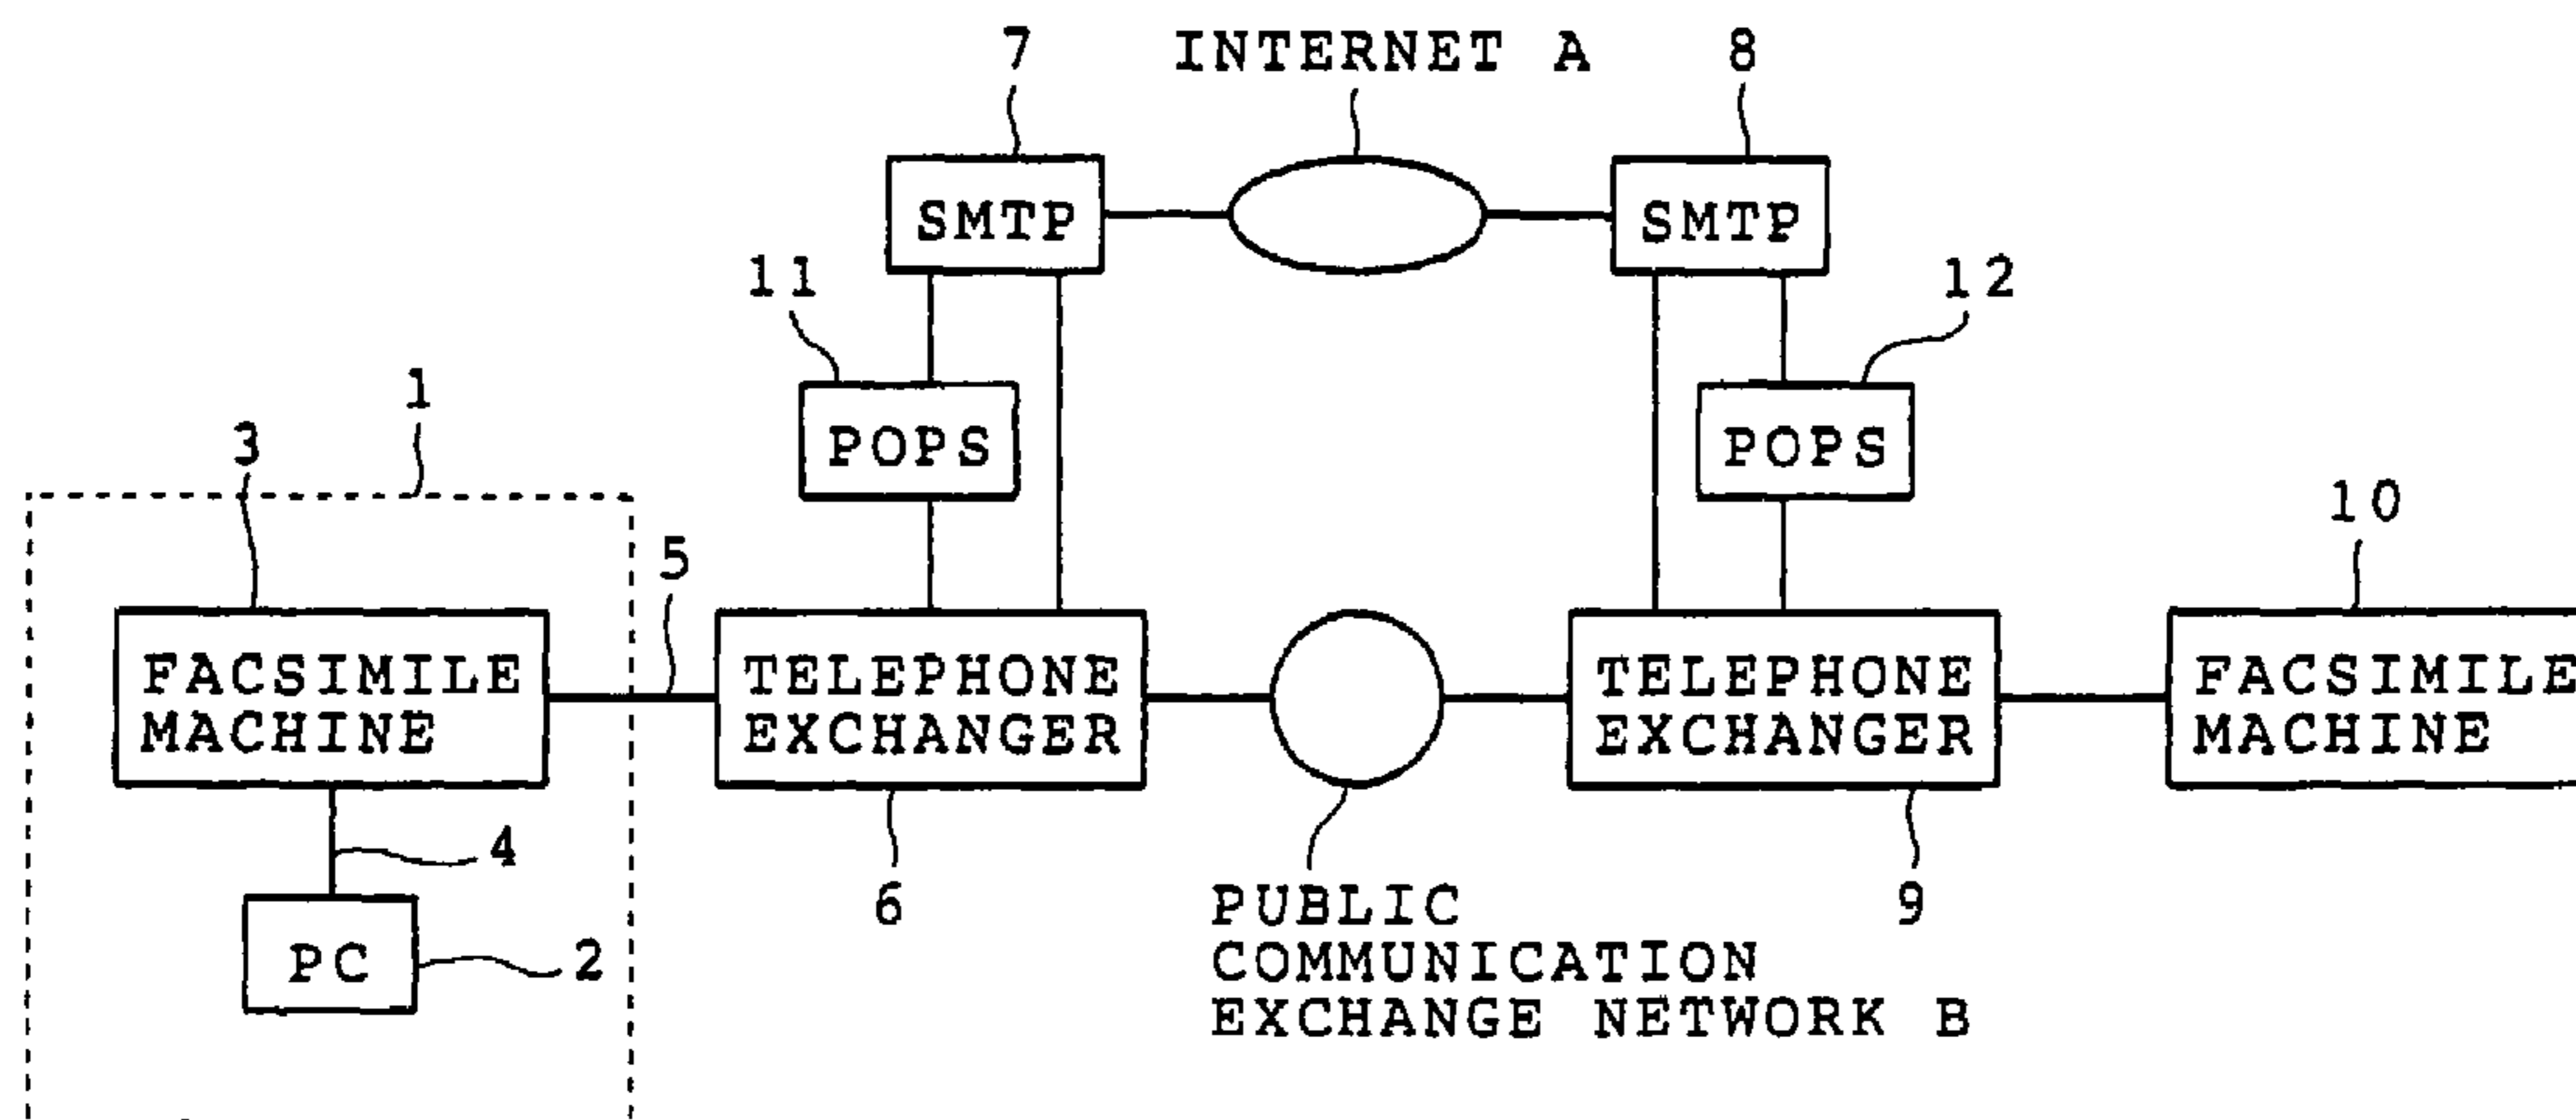 7
INTERNET A
8
SMTP
SMTP
11
12
POPS
POPS
1
3
10
5
FACSIMILE
MACHINE
TELEPHONE
EXCHANGER
TELEPHONE
EXCHANGER
FACSIMILE
MACHINE
4
6
9
PUBLIC
COMMUNICATION
EXCHANGE NETWORK B
PC
2